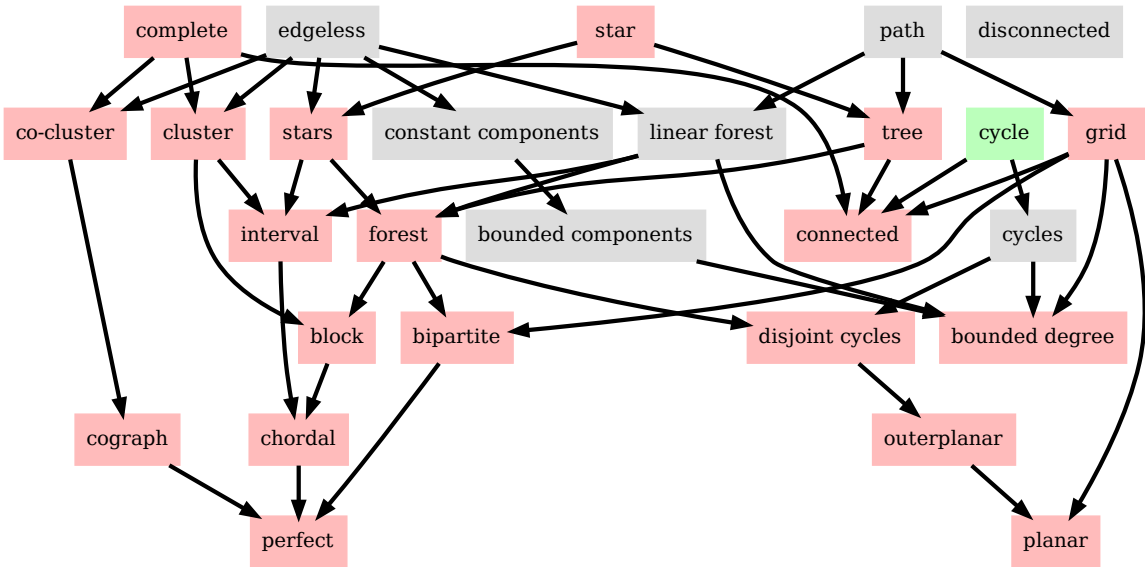 complete
edgeless
star
path
disconnected
co-cluster
cluster
stars
constant components
linear forest
tree
cycle
grid
interval
forest
bounded components
connected
cycles
block
bipartite
disjoint cycles
bounded degree
cograph
chordal
outerplanar
perfect
planar